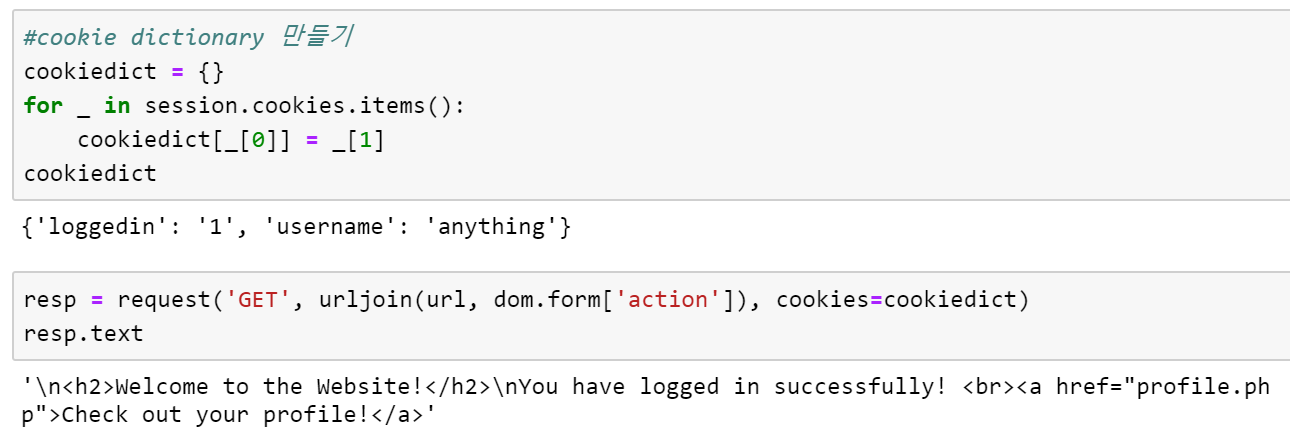 #cookie dictionary 만들기
cookiedict = {}
for _ in session.cookies.items():
    cookiedict[_[0]] = _[1]
cookiedict
{'loggedin': '1', 'username': 'anything'}
resp = request('GET', urljoin(url, dom.form['action']), cookies=cookiedict)
resp.text
'\n<h2>Welcome to the Website!</h2>\nYou have logged in successfully! <br><a href="profile.ph
p">Check out your profile!</a>'